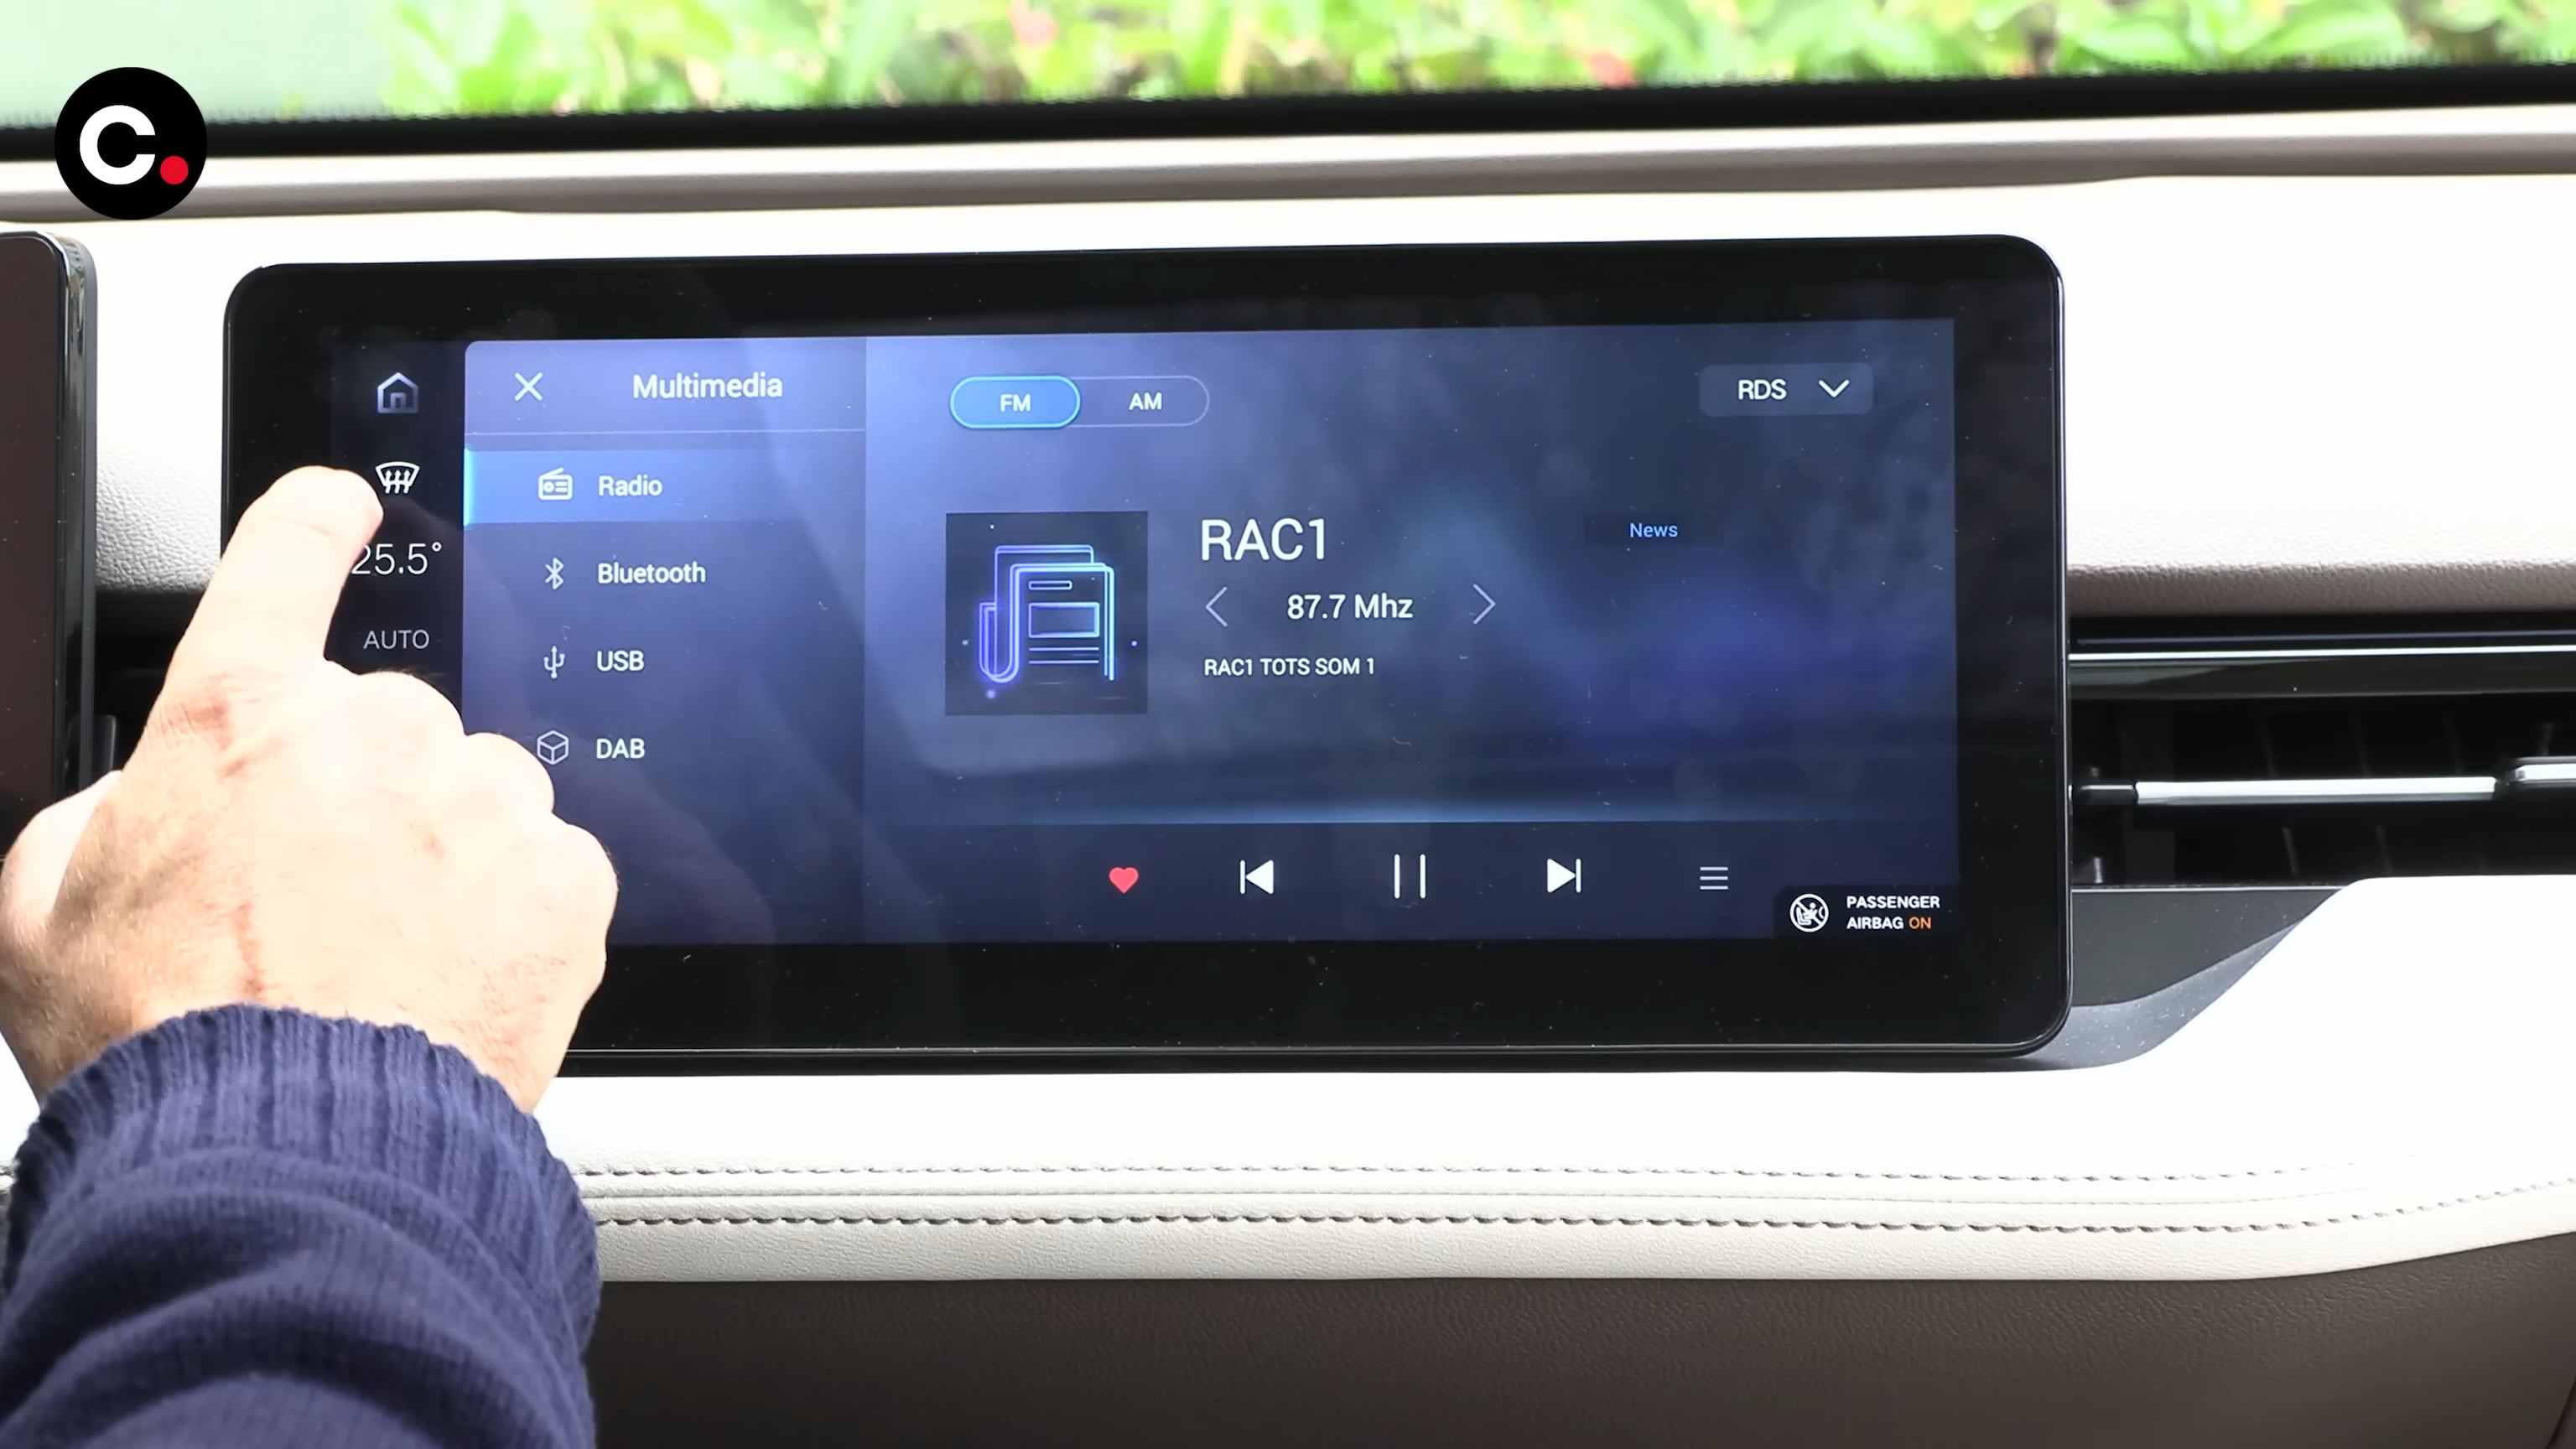 C.
Multimedia
FM
AM
RDS
Radio
Bluetooth
USB
DAB
25.5°
AUTO
RAC1
News
87.7 Mhz
RAC1 TOTS SOM 1
PASSENGER
AIRBAG ON